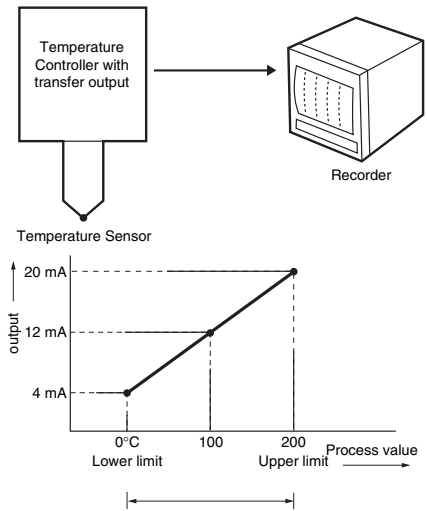 Temperature
Controller with
transfer output
Recorder
Temperature Sensor
20 mA
12 mA
4 mA
output
0°C
100
200
Lower limit
Upper limit
Process value